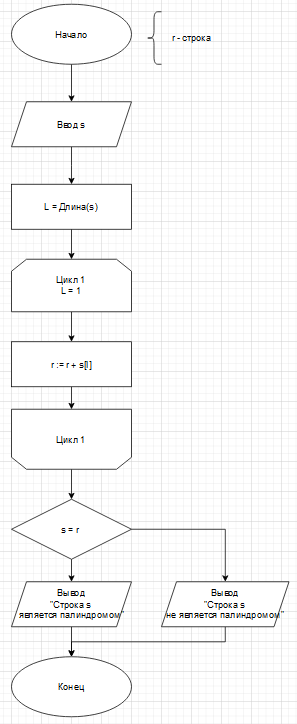 Начало
r - строка
Ввод s
L = Длина(s)
Цикл 1
L = 1
r := r + s[l]
Цикл 1
s = r
Вывод
"Строка s
является палиндромом"
Вывод
"Строка s
не является палиндромом"
Конец